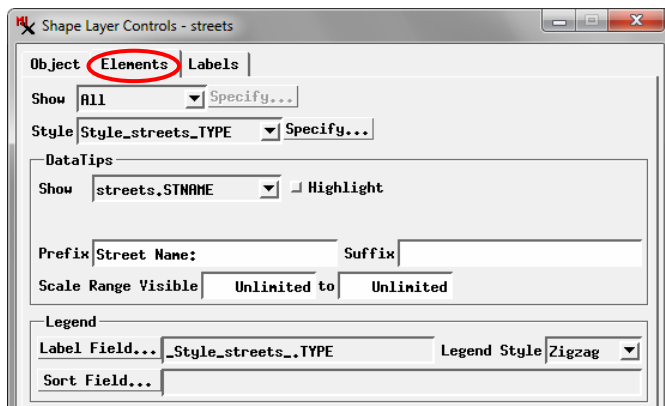 Shape Layer Controls - streets
Object Elements Labels
Show All Specify...
Style Style_streets_TYPE Specify...
DataTips
Show streets.STNAME Highlight
Prefix Street Name: Suffix
Scale Range Visible Unlimited to Unlimited
Legend
Label Field... _Style_streets_.TYPE Legend Style Zigzag
Sort Field...